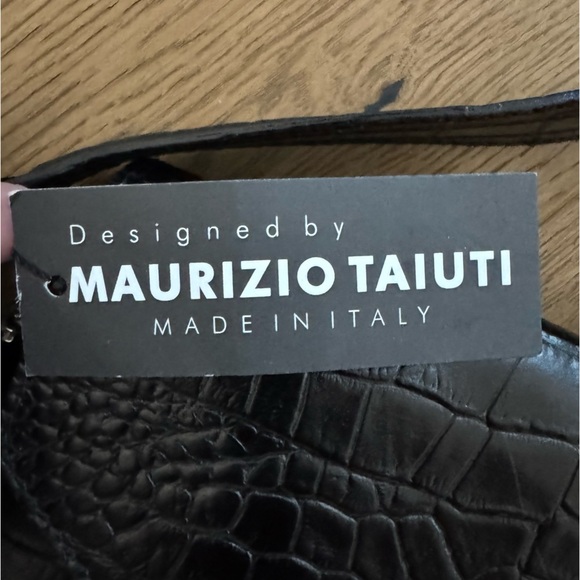 Designed by
MAURIZIO TAIUTI
MADE IN ITALY